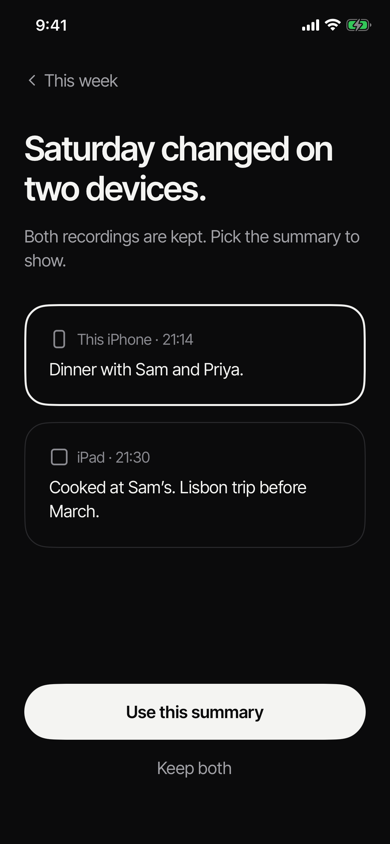 9:41
This week
Saturday changed on
two devices.
Both recordings are kept. Pick the summary to
show.
This iPhone · 21:14
Dinner with Sam and Priya.
iPad · 21:30
Cooked at Sam’s. Lisbon trip before
March.
Use this summary
Keep both